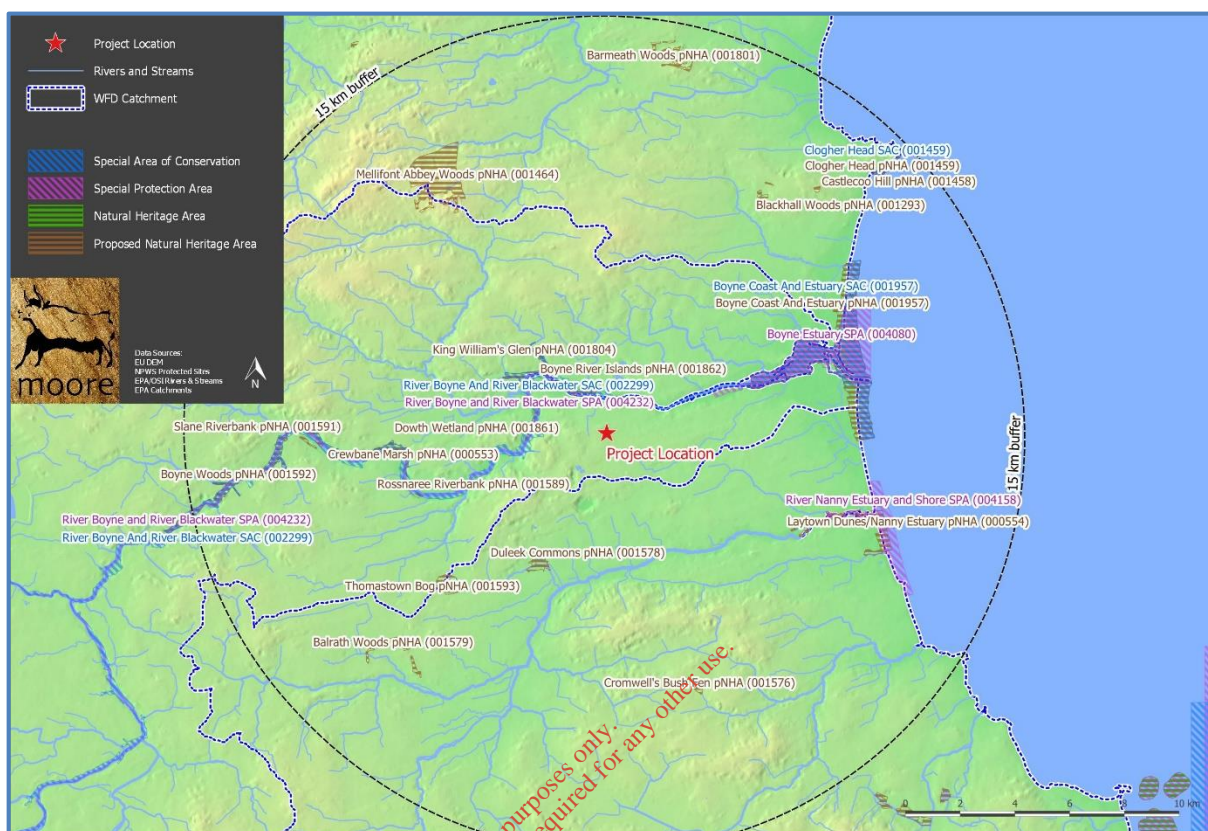 Project Location
Rivers and Streams
WFD Catchment
Special Area of Conservation
Special Protection Area
Natural Heritage Area
Proposed Natural Heritage Area
moore
Data Sources:
EU DEM
NPWS Protected Sites
EPA/OSI Rivers & Streams
EPA Catchments
N
15 km buffer
Barmeath Woods pNHA (001801)
Clogher Head SAC (001459)
Clogher Head pNHA (001459)
Castlecoo Hill pNHA (001458)
Mellifont Abbey Woods pNHA (001464)
Blackhall Woods pNHA (001293)
Boyne Coast And Estuary SAC (001957)
Boyne Coast And Estuary pNHA (001957)
Boyne Estuary SPA (004080)
King William's Glen pNHA (001804)
Boyne River Islands pNHA (001862)
River Boyne And River Blackwater SAC (002299)
River Boyne and River Blackwater SPA (004232)
Slane Riverbank pNHA (001591)
Dowth Wetland pNHA (001861)
Project Location
Crewbane Marsh pNHA (000553)
Boyne Woods pNHA (001592)
Rossnaree Riverbank pNHA (001589)
15 km buffer
River Nanny Estuary and Shore SPA (004158)
Laytown Dunes/Nanny Estuary pNHA (000554)
River Boyne and River Blackwater SPA (004232)
River Boyne And River Blackwater SAC (002299)
Duleek Commons pNHA (001578)
Thomastown Bog pNHA (001593)
Balrath Woods pNHA (001579)
Cromwell's Bush Fen pNHA (001576)
purposes only.
required for any other use.
0 2 4 6 8 10 km